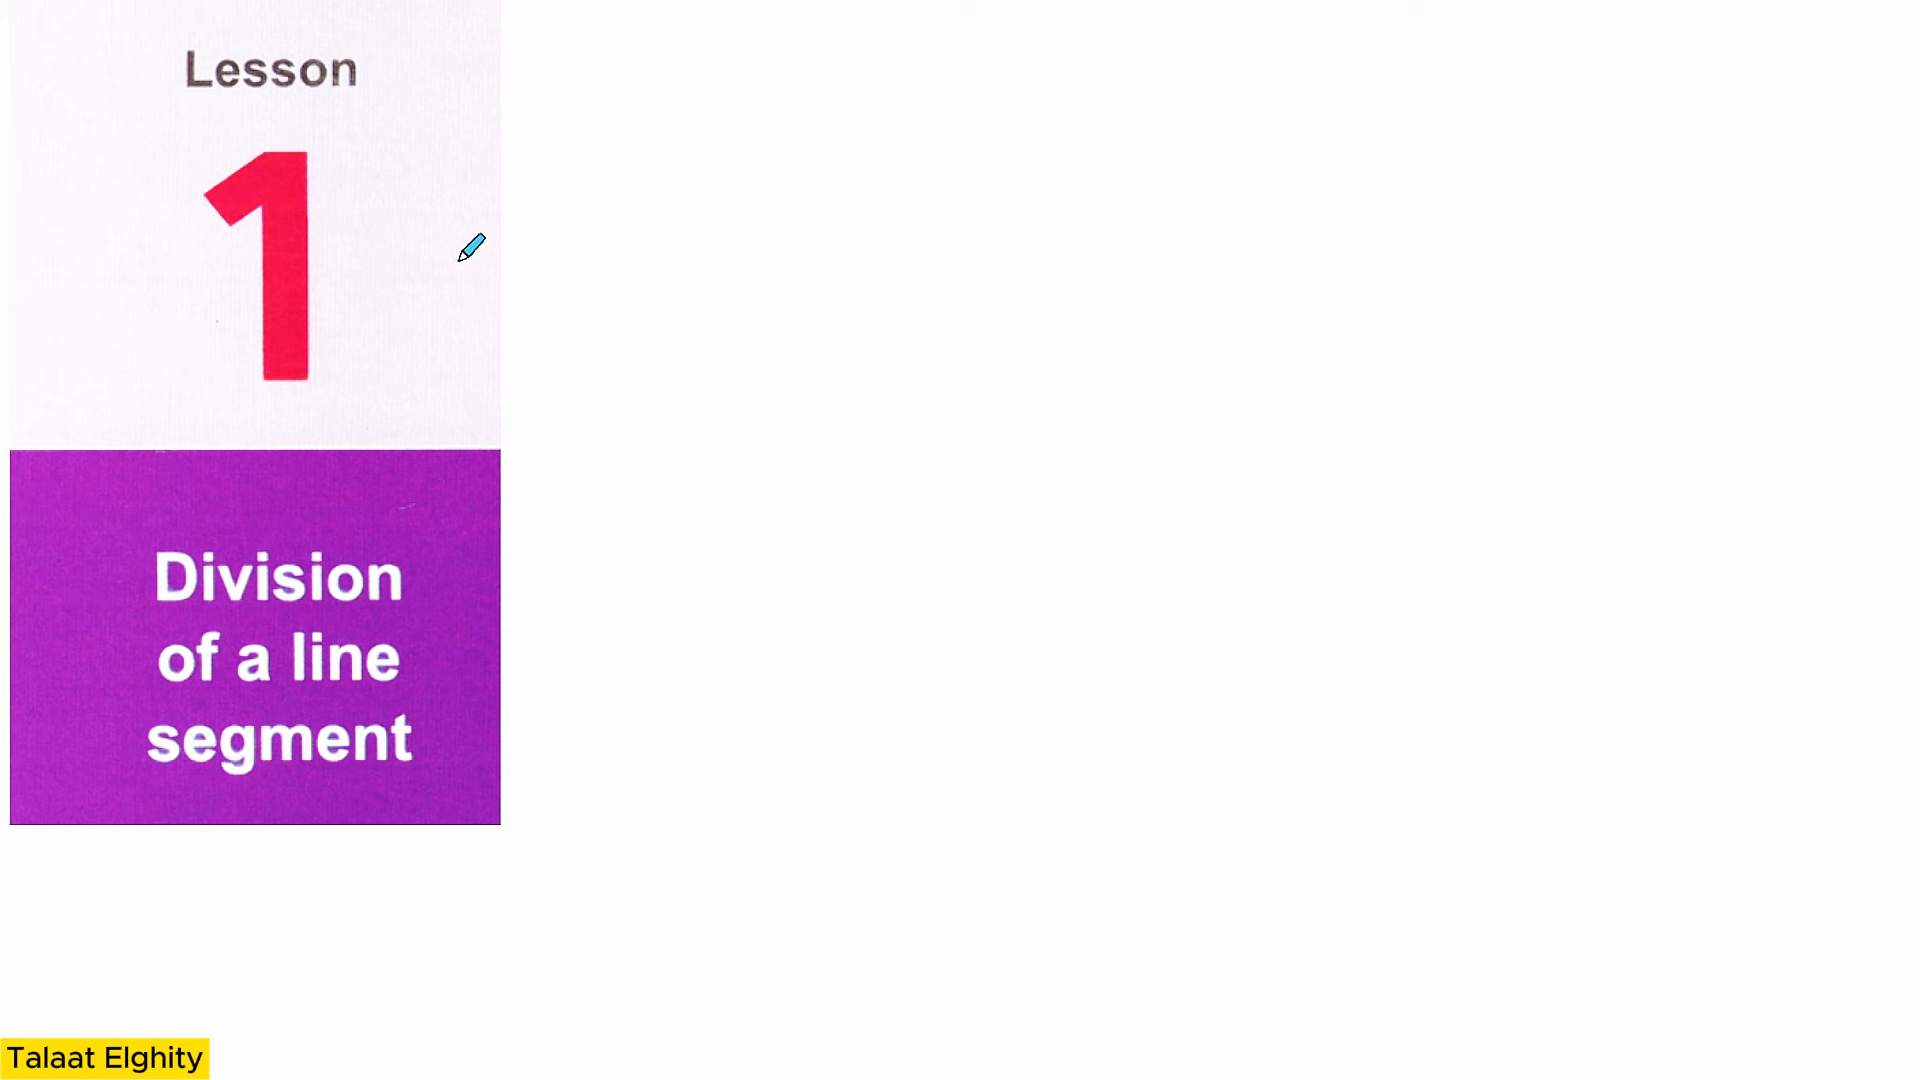 Lesson
1
Division
of a line
segment
Talaat Elghity